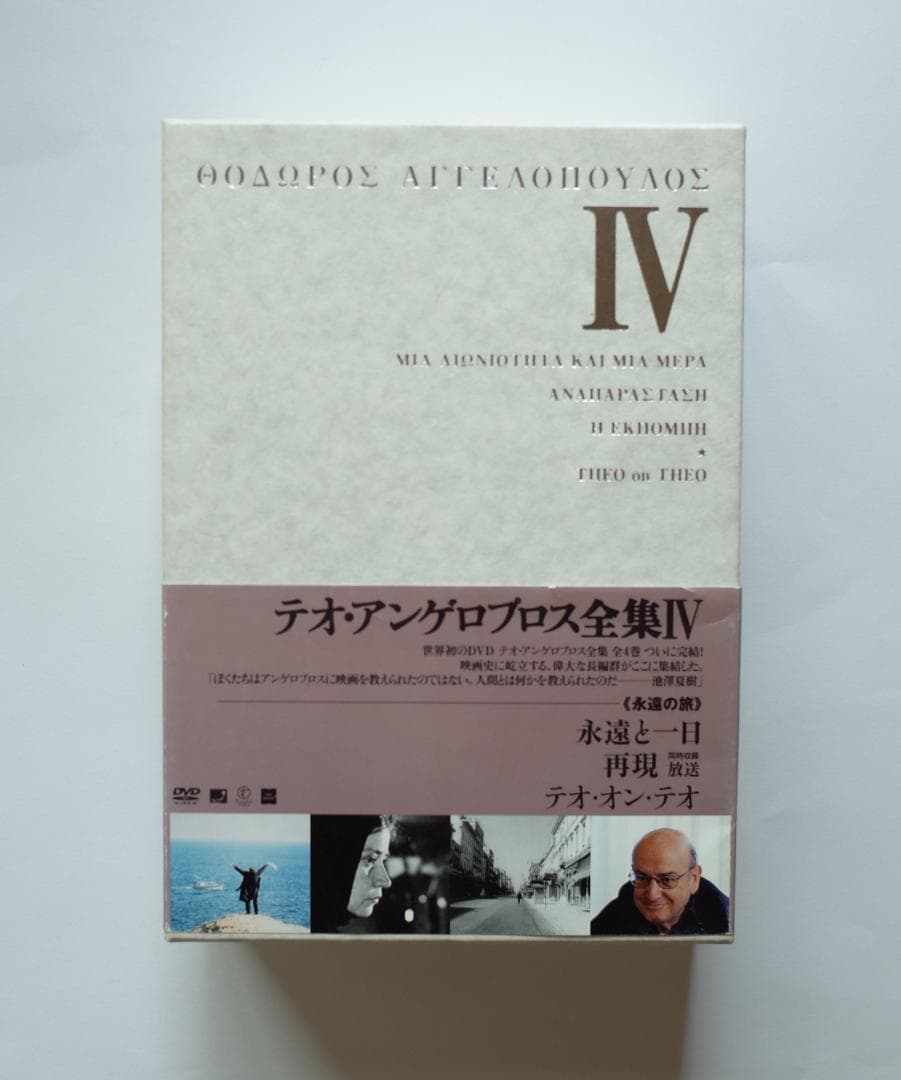 ΘΟΔΩΡΟΣ ΑΓΓΕΛΟΠΟΥΛΟΣ
IV
ΜΙΑ ΑΙΩΝΙΟΤΗΤΑ ΚΑΙ ΜΙΑ ΜΕΡΑ
ΑΝΑΠΑΡΑΣΤΑΣΗ
Η ΕΚΠΟΜΠΗ
★
THEO on THEO
テオ・アンゲロプロス全集IV
世界初のDVD テオ・アンゲロプロス全集 全4巻 ついに完結!
映画史に屹立する、偉大な長編群がここに集結した。
「ぼくたちはアンゲロプロスに映画を教えられたのではない。人間とは何かを教えられたのだ———池澤夏樹」
《永遠の旅》
永遠と一日
再現 同時収録 放送
テオ・オン・テオ
DVD
VIDEO